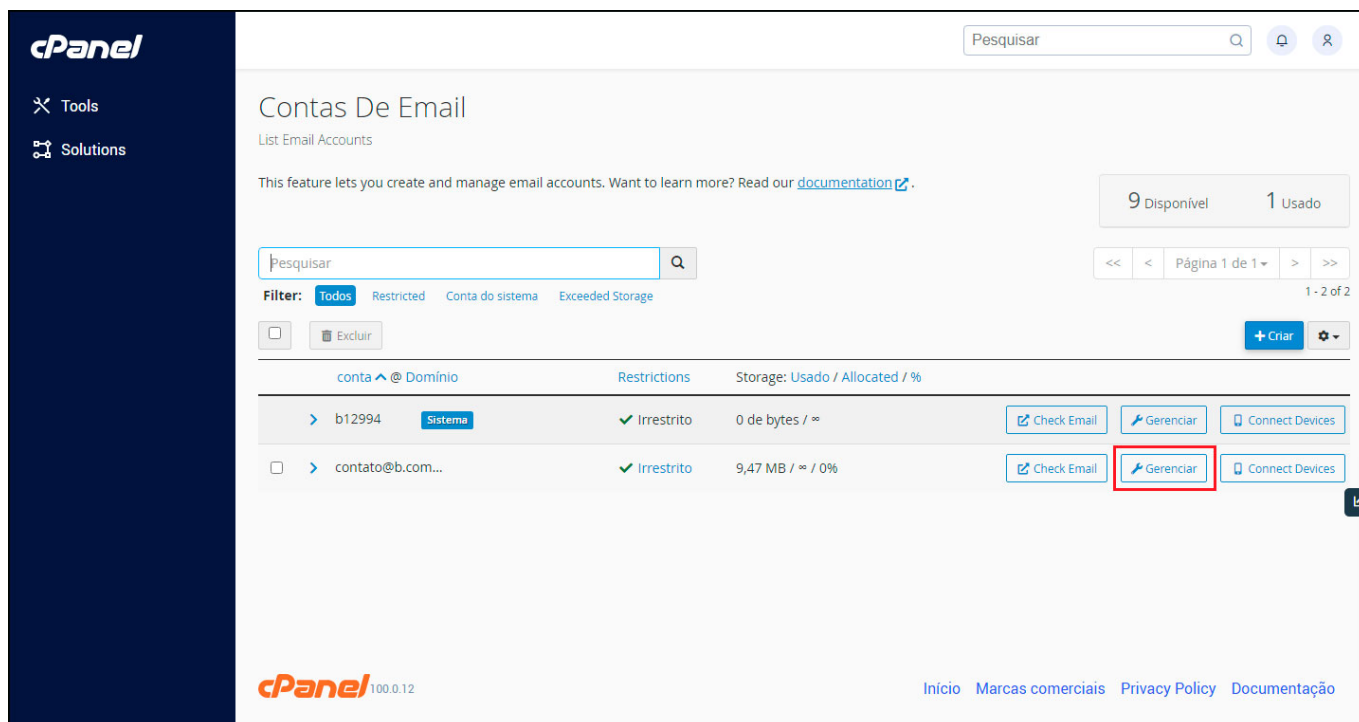 cPanel
Pesquisar
Tools
Solutions
Contas De Email
List Email Accounts
This feature lets you create and manage email accounts. Want to learn more? Read our documentation .
9 Disponível 1 Usado
Pesquisar
<< < Página 1 de 1 > >>
1 - 2 of 2
Filter: Todos Restricted Conta do sistema Exceeded Storage
Excluir
+ Criar
conta @ Domínio Restrictions Storage: Usado / Allocated / %
b12994 Sistema Irrestrito 0 de bytes / ∞ Check Email Gerenciar Connect Devices
contato@b.com... Irrestrito 9,47 MB / ∞ / 0% Check Email Gerenciar Connect Devices
cPanel 100.0.12
Início Marcas comerciais Privacy Policy Documentação